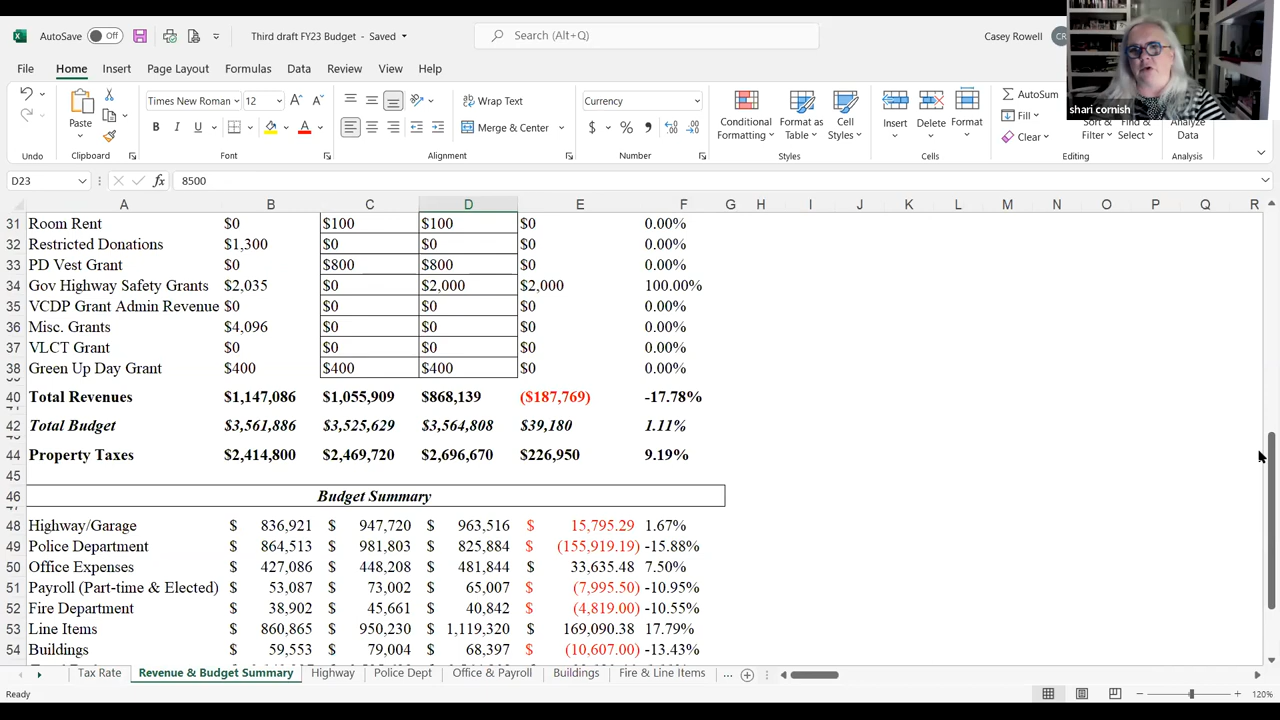 AutoSave Off Third draft FY23 Budget - Saved Search (Alt+Q) Casey Rowell CR
File Home Insert Page Layout Formulas Data Review View Help
shari cornish
Paste Times New Roman 12 A A Wrap Text Currency Conditional Formatting Format as Table Cell Styles Insert Delete Format AutoSum
B I U A Merge & Center $ % Fill Sort & Filter Find & Select Analyze Data
Clear
Undo Clipboard Font Alignment Number Styles Cells Editing Analysis
D23 fx 8500
A B C D E F G H I J K L M N O P Q R
31 Room Rent $0 $100 $100 $0 0.00%
32 Restricted Donations $1,300 $0 $0 $0 0.00%
33 PD Vest Grant $0 $800 $800 $0 0.00%
34 Gov Highway Safety Grants $2,035 $0 $2,000 $2,000 100.00%
35 VCDP Grant Admin Revenue $0 $0 $0 $0 0.00%
36 Misc. Grants $4,096 $0 $0 $0 0.00%
37 VLCT Grant $0 $0 $0 $0 0.00%
38 Green Up Day Grant $400 $400 $400 $0 0.00%
40 Total Revenues $1,147,086 $1,055,909 $868,139 ($187,769) -17.78%
42 Total Budget $3,561,886 $3,525,629 $3,564,808 $39,180 1.11%
44 Property Taxes $2,414,800 $2,469,720 $2,696,670 $226,950 9.19%
45
46 Budget Summary
48 Highway/Garage $ 836,921 $ 947,720 $ 963,516 $ 15,795.29 1.67%
49 Police Department $ 864,513 $ 981,803 $ 825,884 $ (155,919.19) -15.88%
50 Office Expenses $ 427,086 $ 448,208 $ 481,844 $ 33,635.48 7.50%
51 Payroll (Part-time & Elected) $ 53,087 $ 73,002 $ 65,007 $ (7,995.50) -10.95%
52 Fire Department $ 38,902 $ 45,661 $ 40,842 $ (4,819.00) -10.55%
53 Line Items $ 860,865 $ 950,230 $ 1,119,320 $ 169,090.38 17.79%
54 Buildings $ 59,553 $ 79,004 $ 68,397 $ (10,607.00) -13.43%
Tax Rate Revenue & Budget Summary Highway Police Dept Office & Payroll Buildings Fire & Line Items ...
Ready 120%